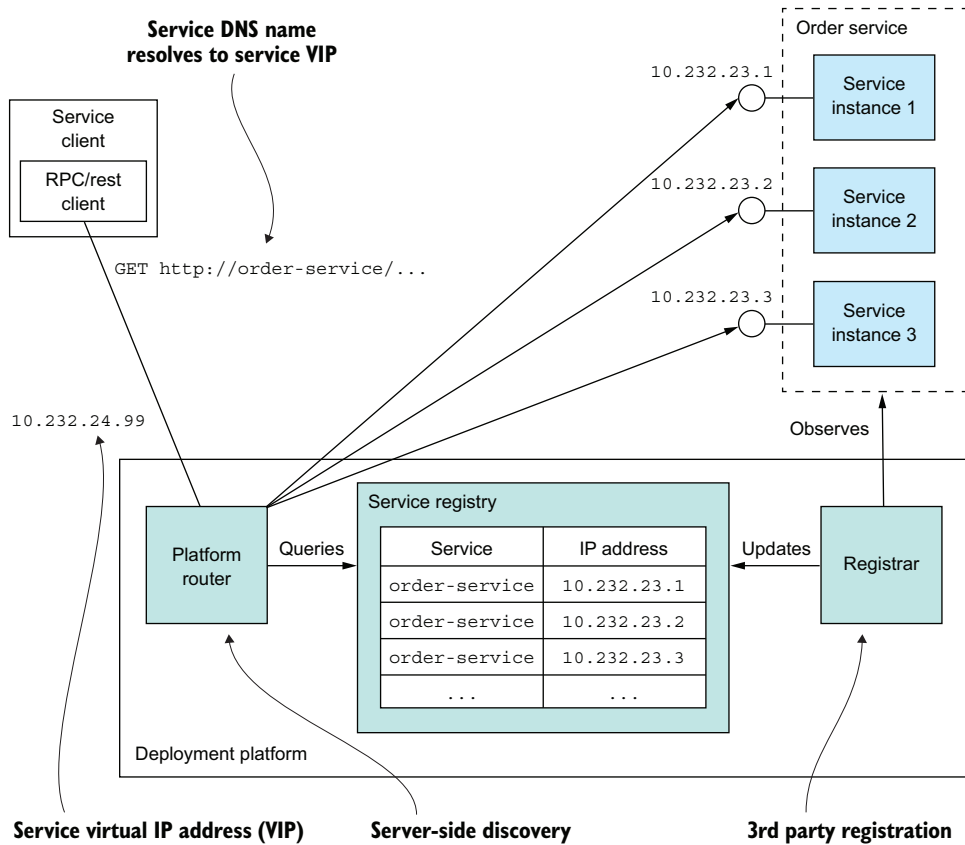 Service DNS name
resolves to service VIP
Order service
10.232.23.1
Service
instance 1
Service
client
RPC/rest
client
10.232.23.2
Service
instance 2
GET http://order-service/...
10.232.23.3
Service
instance 3
10.232.24.99
Observes
Service registry
Platform
router
Queries
Service IP address
order-service 10.232.23.1
order-service 10.232.23.2
order-service 10.232.23.3
... ...
Updates
Registrar
Deployment platform
Service virtual IP address (VIP)
Server-side discovery
3rd party registration